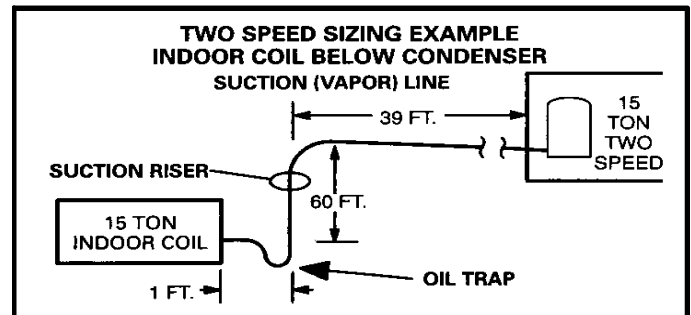 TWO SPEED SIZING EXAMPLE
INDOOR COIL BELOW CONDENSER
SUCTION (VAPOR) LINE
39 FT.
15
TON
TWO
SPEED
SUCTION RISER
60 FT.
15 TON
INDOOR COIL
OIL TRAP
1 FT.